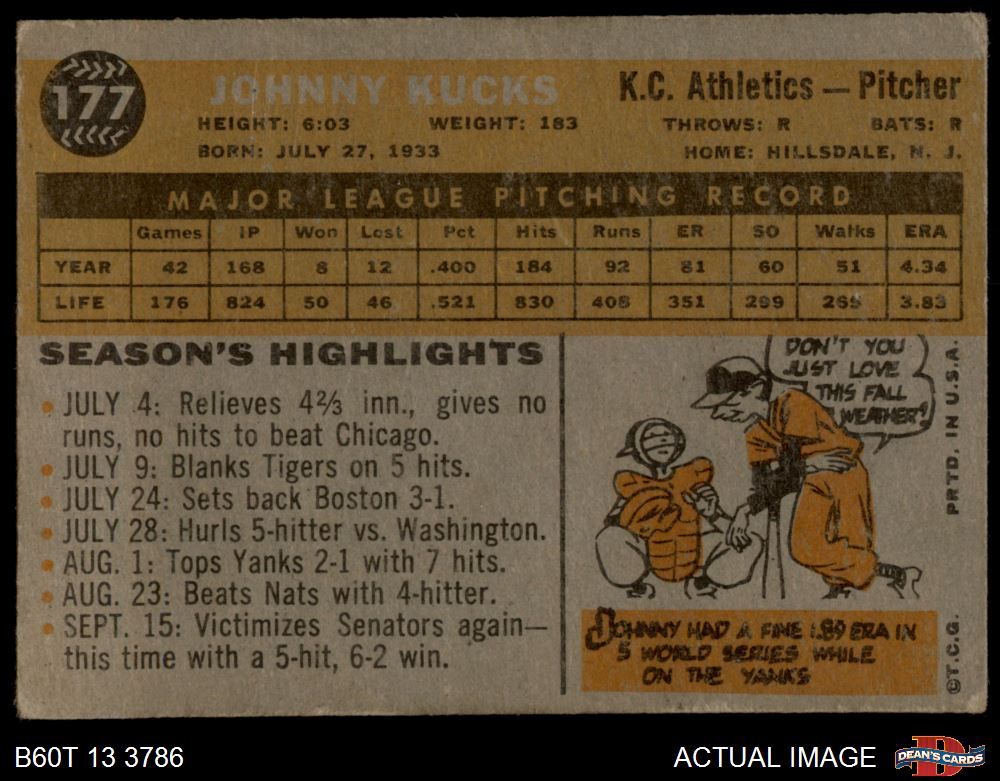 177
JOHNNY KUCKS
K.C. Athletics — Pitcher
HEIGHT: 6:03 WEIGHT: 183 THROWS: R BATS: R
BORN: JULY 27, 1933 HOME: HILLSDALE, N. J.
MAJOR LEAGUE PITCHING RECORD
Games IP Won Lost Pct Hits Runs ER SO Walks ERA
YEAR 42 168 8 12 .400 184 92 81 60 51 4.34
LIFE 176 824 50 46 .521 830 408 351 299 269 3.83
SEASON'S HIGHLIGHTS
• JULY 4: Relieves 4⅔ inn., gives no
runs, no hits to beat Chicago.
• JULY 9: Blanks Tigers on 5 hits.
• JULY 24: Sets back Boston 3-1.
• JULY 28: Hurls 5-hitter vs. Washington.
• AUG. 1: Tops Yanks 2-1 with 7 hits.
• AUG. 23: Beats Nats with 4-hitter.
• SEPT. 15: Victimizes Senators again—
this time with a 5-hit, 6-2 win.
DON'T YOU
JUST LOVE
THIS FALL
WEATHER?
JOHNNY HAD A FINE 1.89 ERA IN
5 WORLD SERIES WHILE
ON THE YANKS
©T.C.G. PRTD. IN U.S.A.
B60T 13 3786
ACTUAL IMAGE
D
DEAN'S CARDS